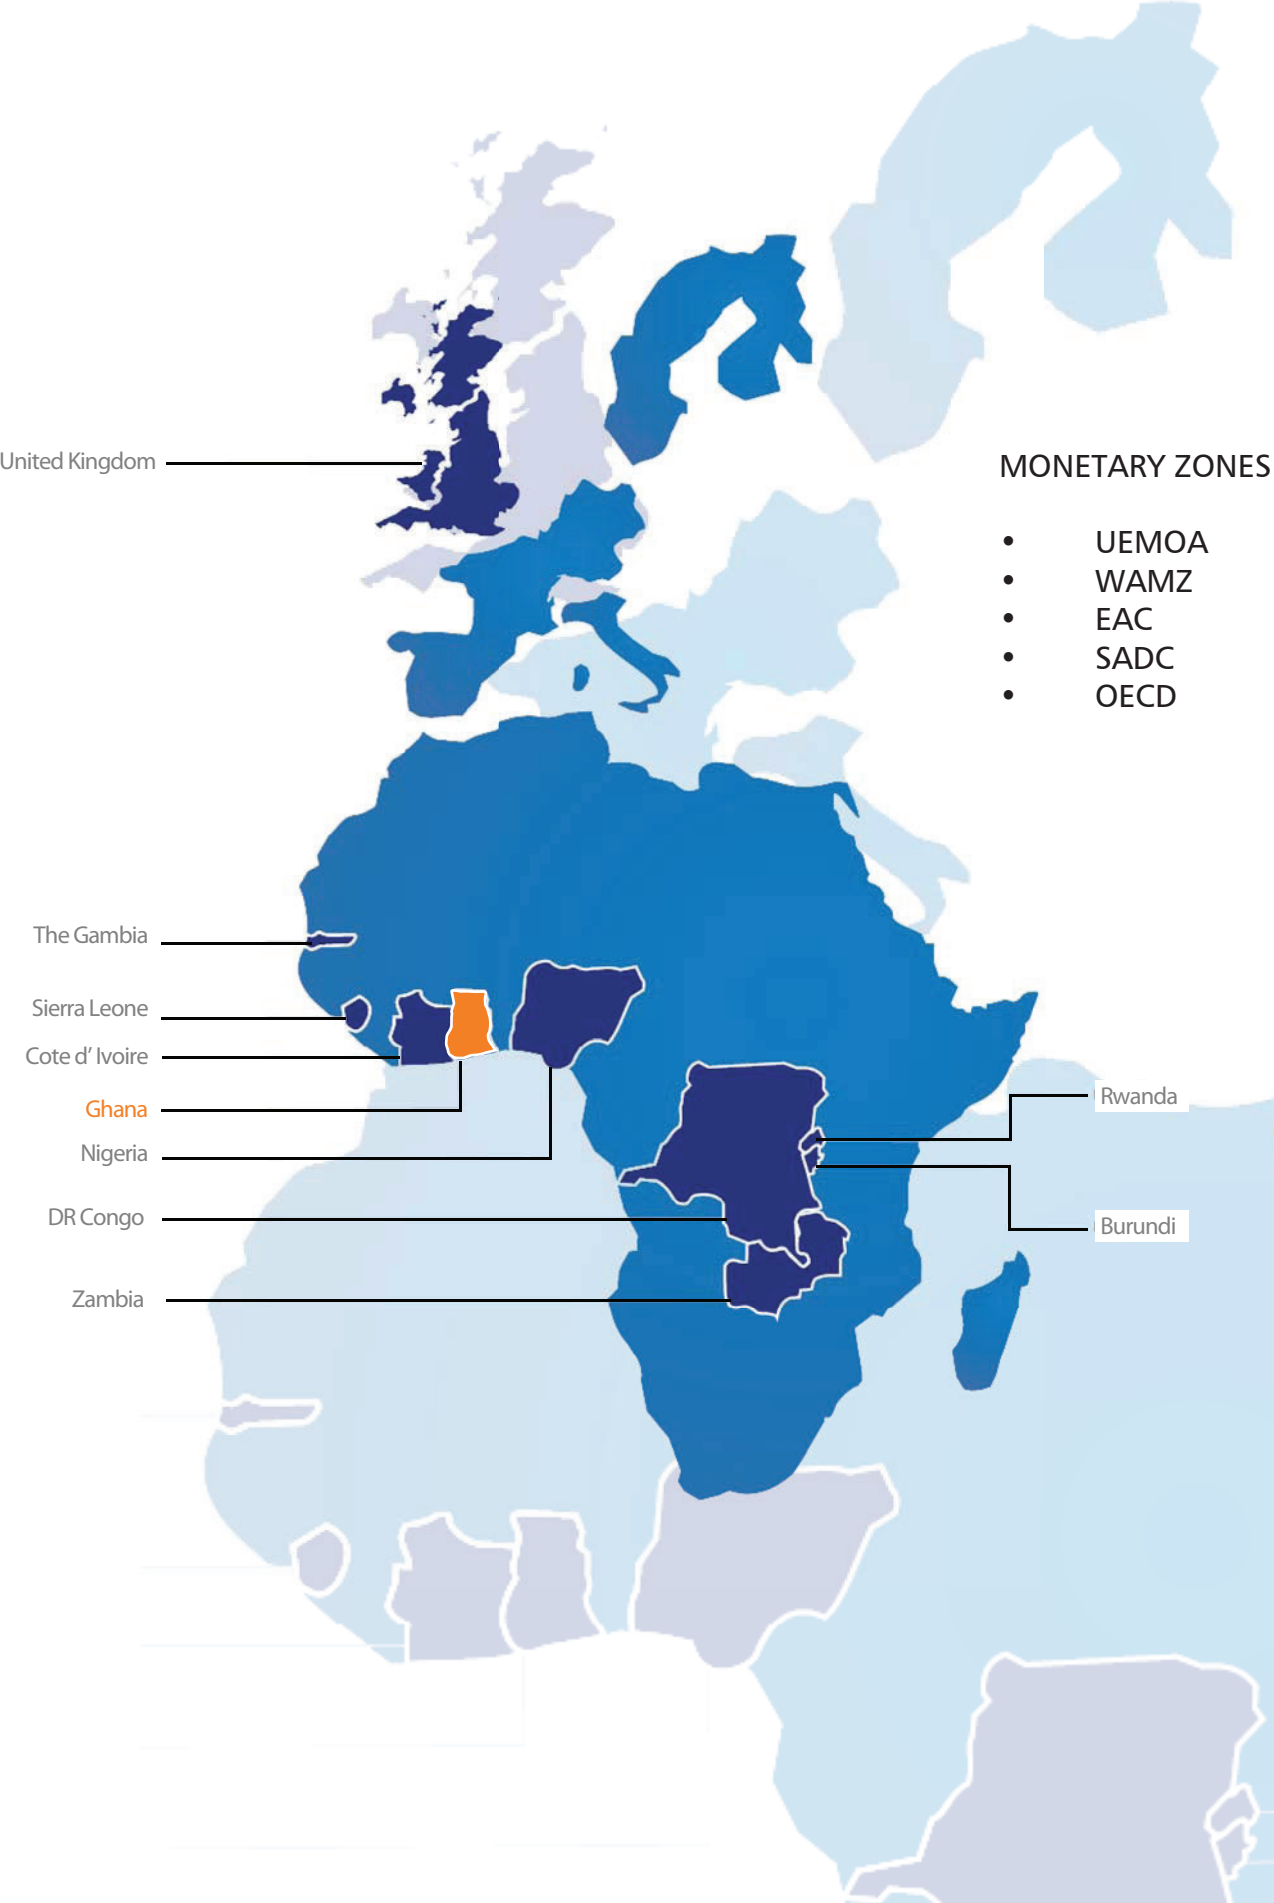 United Kingdom
MONETARY ZONES
• UEMOA
• WAMZ
• EAC
• SADC
• OECD
The Gambia
Sierra Leone
Cote d' Ivoire
Ghana
Nigeria
DR Congo
Zambia
Rwanda
Burundi